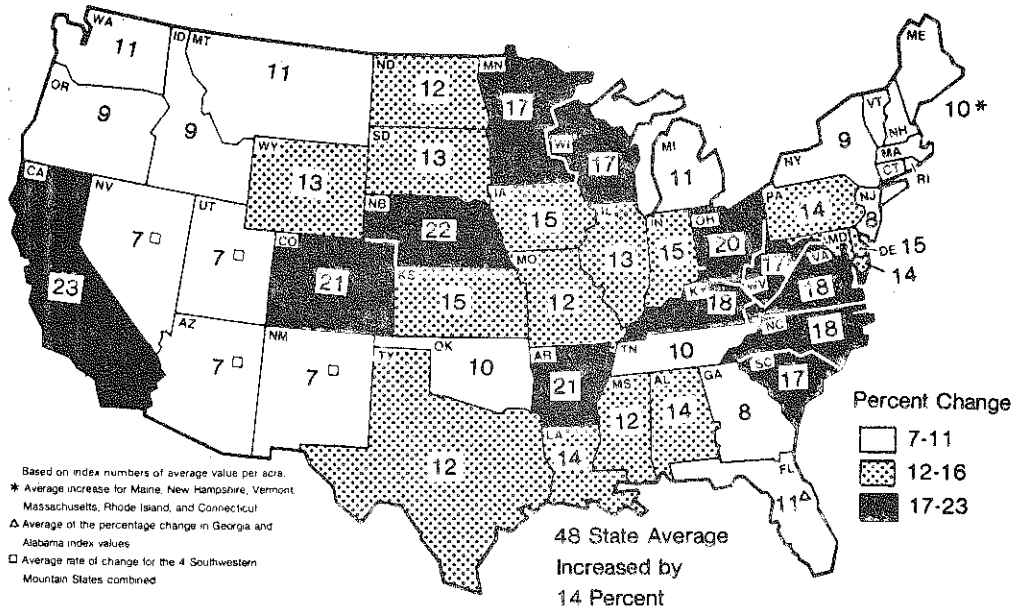 WA
11
ID
MT
11
ND
12
MN
17
ME
OR
9
9
WY
13
SD
13
WI
17
MI
11
NY
9
VT
NH
10*
MA
CT
RI
CA
23
NV
7□
UT
7□
CO
21
NB
22
IA
15
IL
13
IN
15
OH
20
PA
14
NJ
8
KS
15
MO
12
KY
18
WV
17
VA
18
MD
DE 15
14
AZ
7□
NM
7□
OK
10
AR
21
TN
10
NC
18
SC
17
12
LA
14
MS
12
AL
14
GA
8
FL
11△
Percent Change
7-11
12-16
17-23
Based on index numbers of average value per acre.
* Average increase for Maine, New Hampshire, Vermont,
Massachusetts, Rhode Island, and Connecticut
△ Average of the percentage change in Georgia and
Alabama index values
□ Average rate of change for the 4 Southwestern
Mountain States combined
48 State Average
Increased by
14 Percent